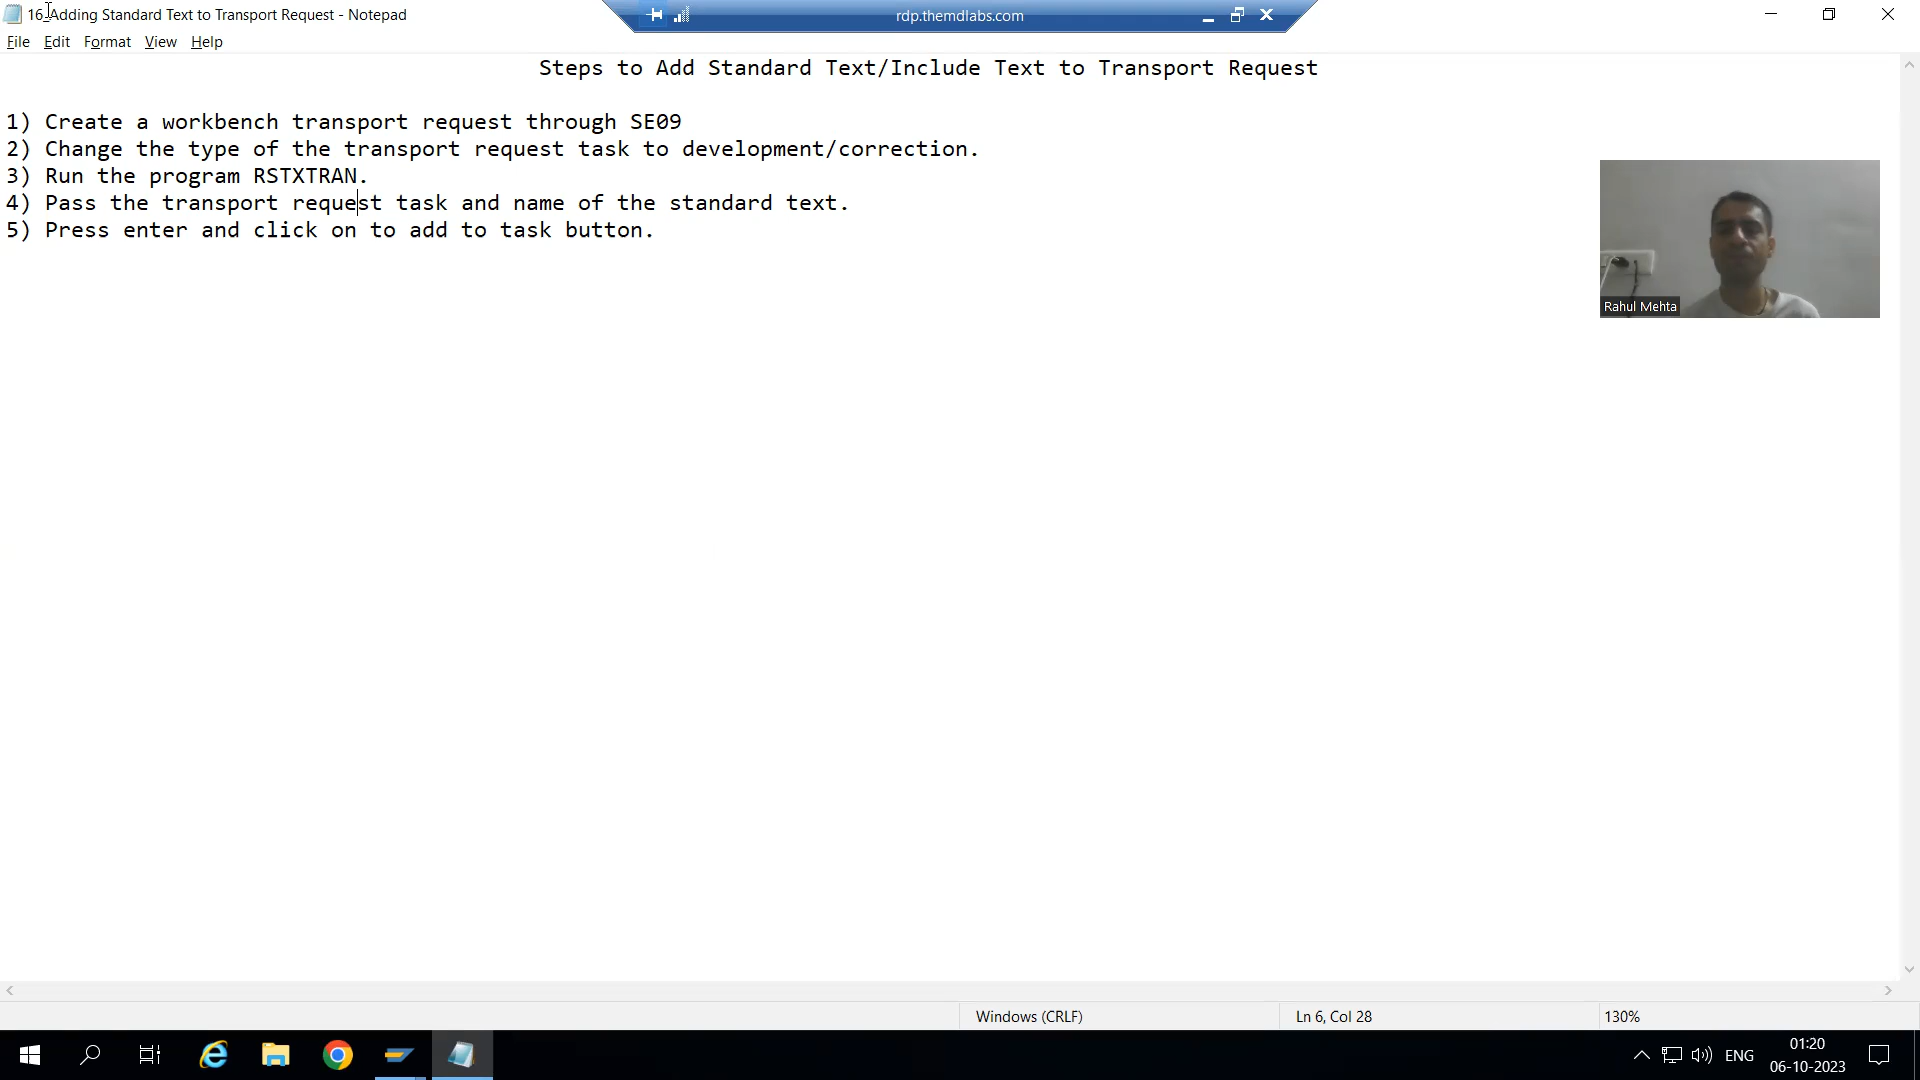 16_Adding Standard Text to Transport Request - Notepad
rdp.themdlabs.com
File Edit Format View Help
Steps to Add Standard Text/Include Text to Transport Request
1) Create a workbench transport request through SE09
2) Change the type of the transport request task to development/correction.
3) Run the program RSTXTRAN.
4) Pass the transport request task and name of the standard text.
5) Press enter and click on to add to task button.
Rahul Mehta
Windows (CRLF)
Ln 6, Col 28
130%
ENG
01:20
06-10-2023